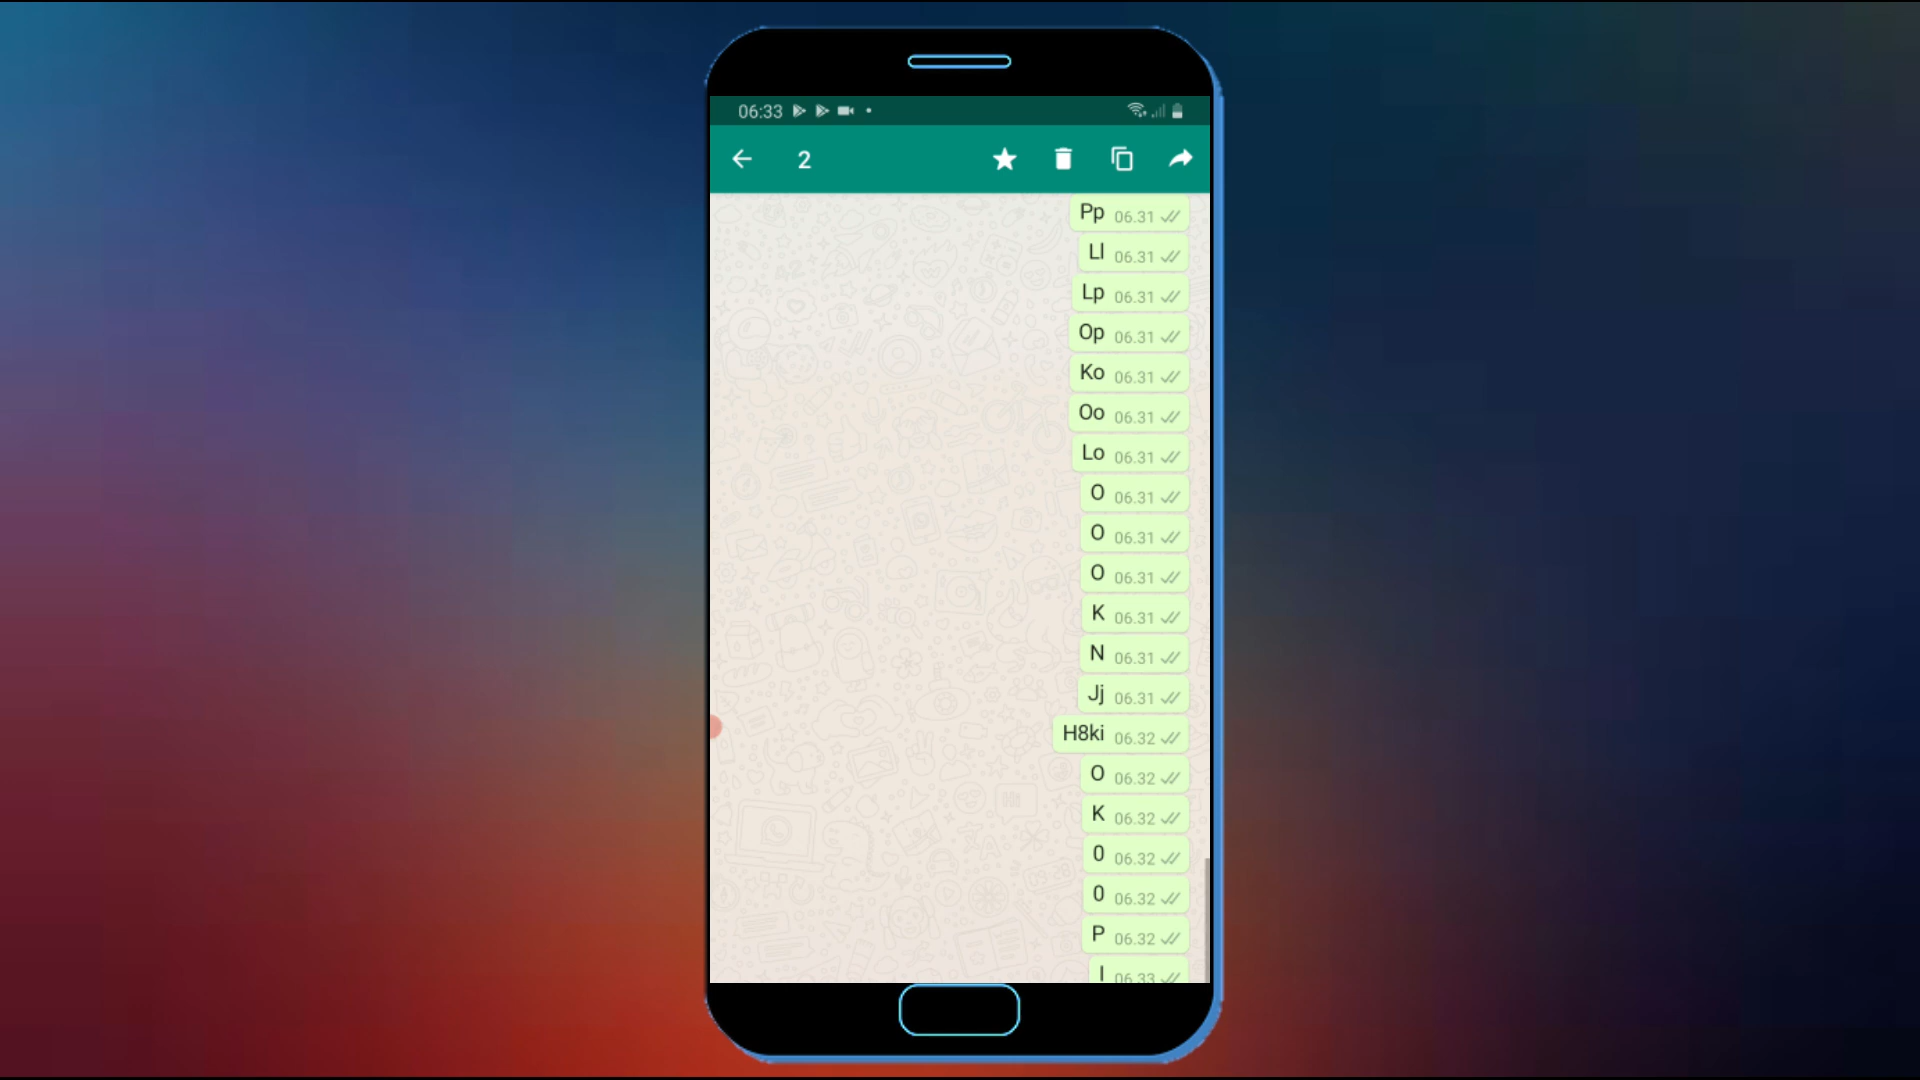 06:33
2
Pp 06.31
Ll 06.31
Lp 06.31
Op 06.31
Ko 06.31
Oo 06.31
Lo 06.31
O 06.31
O 06.31
O 06.31
K 06.31
N 06.31
Jj 06.31
H8ki 06.32
O 06.32
K 06.32
0 06.32
0 06.32
P 06.32
06.33